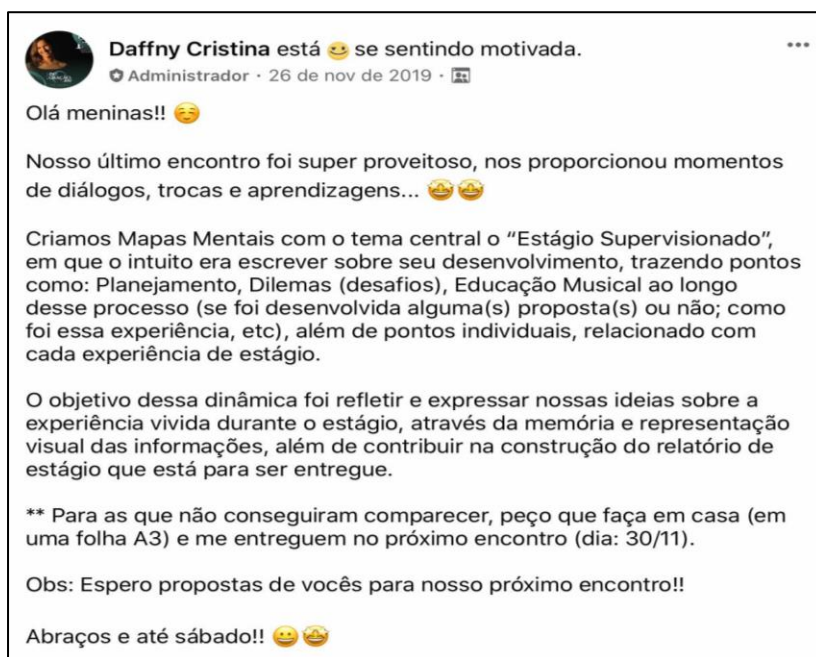 Daffny Cristina está 😀 se sentindo motivada.
Administrador · 26 de nov de 2019 ·
Olá meninas!! ☺️
Nosso último encontro foi super proveitoso, nos proporcionou momentos
de diálogos, trocas e aprendizagens... 🤩🤩
Criamos Mapas Mentais com o tema central o “Estágio Supervisionado”,
em que o intuito era escrever sobre seu desenvolvimento, trazendo pontos
como: Planejamento, Dilemas (desafios), Educação Musical ao longo
desse processo (se foi desenvolvida alguma(s) proposta(s) ou não; como
foi essa experiência, etc), além de pontos individuais, relacionado com
cada experiência de estágio.
O objetivo dessa dinâmica foi refletir e expressar nossas ideias sobre a
experiência vivida durante o estágio, através da memória e representação
visual das informações, além de contribuir na construção do relatório de
estágio que está para ser entregue.
** Para as que não conseguiram comparecer, peço que faça em casa (em
uma folha A3) e me entreguem no próximo encontro (dia: 30/11).
Obs: Espero propostas de vocês para nosso próximo encontro!!
Abraços e até sábado!! 😀🤩